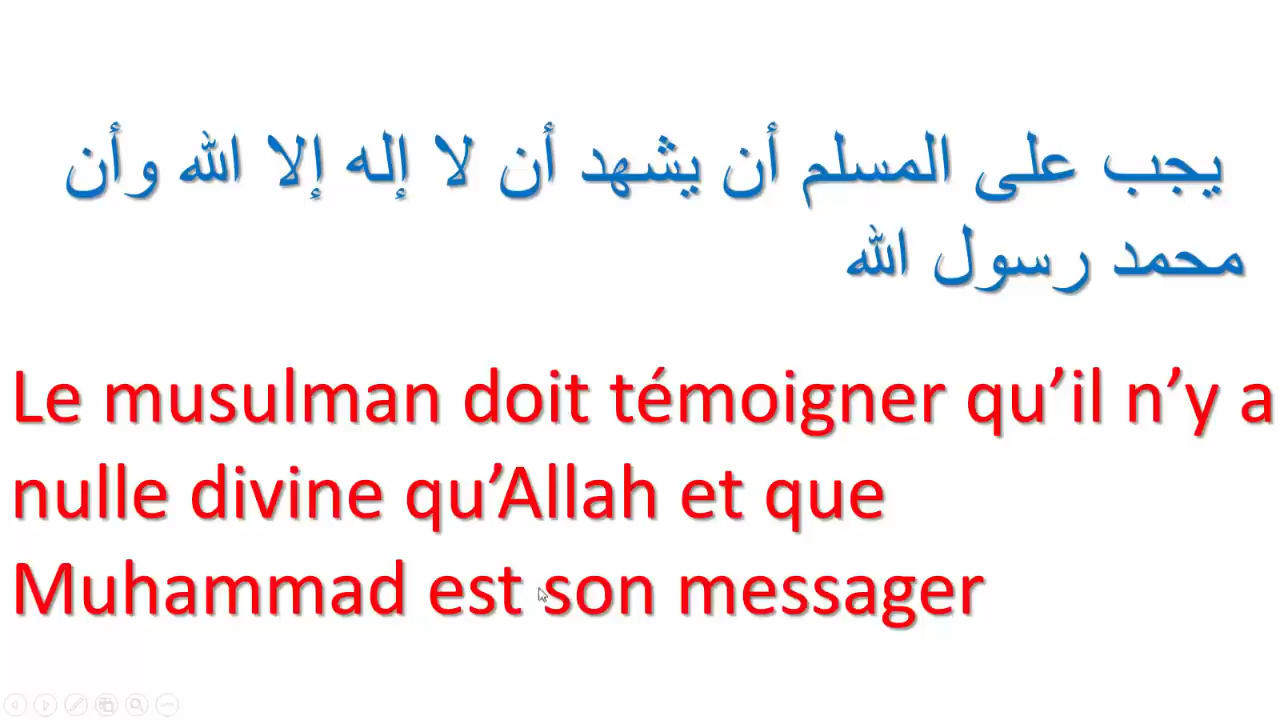 يجب على المسلم أن يشهد أن لا إله إلا الله وأن
محمد رسول الله
Le musulman doit témoigner qu’il n’y a
nulle divine qu’Allah et que
Muhammad est son messager